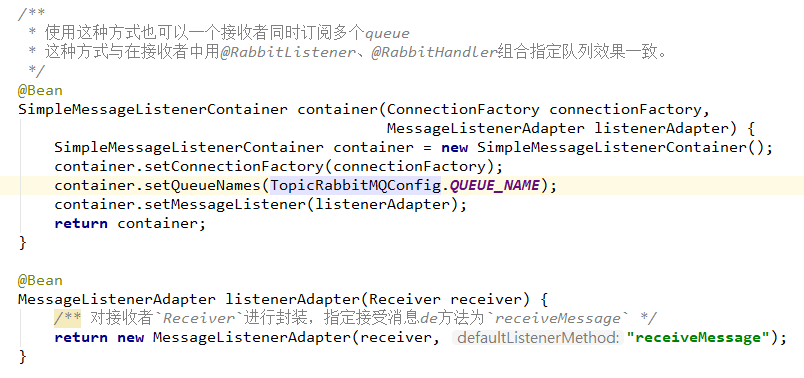 /**
 * 使用这种方式也可以一个接收者同时订阅多个queue
 * 这种方式与在接收者中用@RabbitListener、@RabbitHandler组合指定队列效果一致。
 */
@Bean
SimpleMessageListenerContainer container(ConnectionFactory connectionFactory,
                                         MessageListenerAdapter listenerAdapter) {
    SimpleMessageListenerContainer container = new SimpleMessageListenerContainer();
    container.setConnectionFactory(connectionFactory);
    container.setQueueNames(TopicRabbitMQConfig.QUEUE_NAME);
    container.setMessageListener(listenerAdapter);
    return container;
}
@Bean
MessageListenerAdapter listenerAdapter(Receiver receiver) {
    /** 对接收者`Receiver`进行封装，指定接受消息de方法为`receiveMessage` */
    return new MessageListenerAdapter(receiver, defaultListenerMethod: "receiveMessage");
}